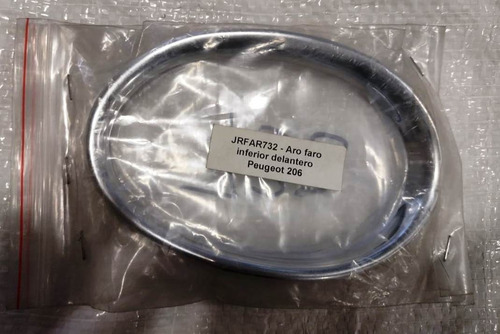 JRFAR732 - Aro faro
inferior delantero
Peugeot 206